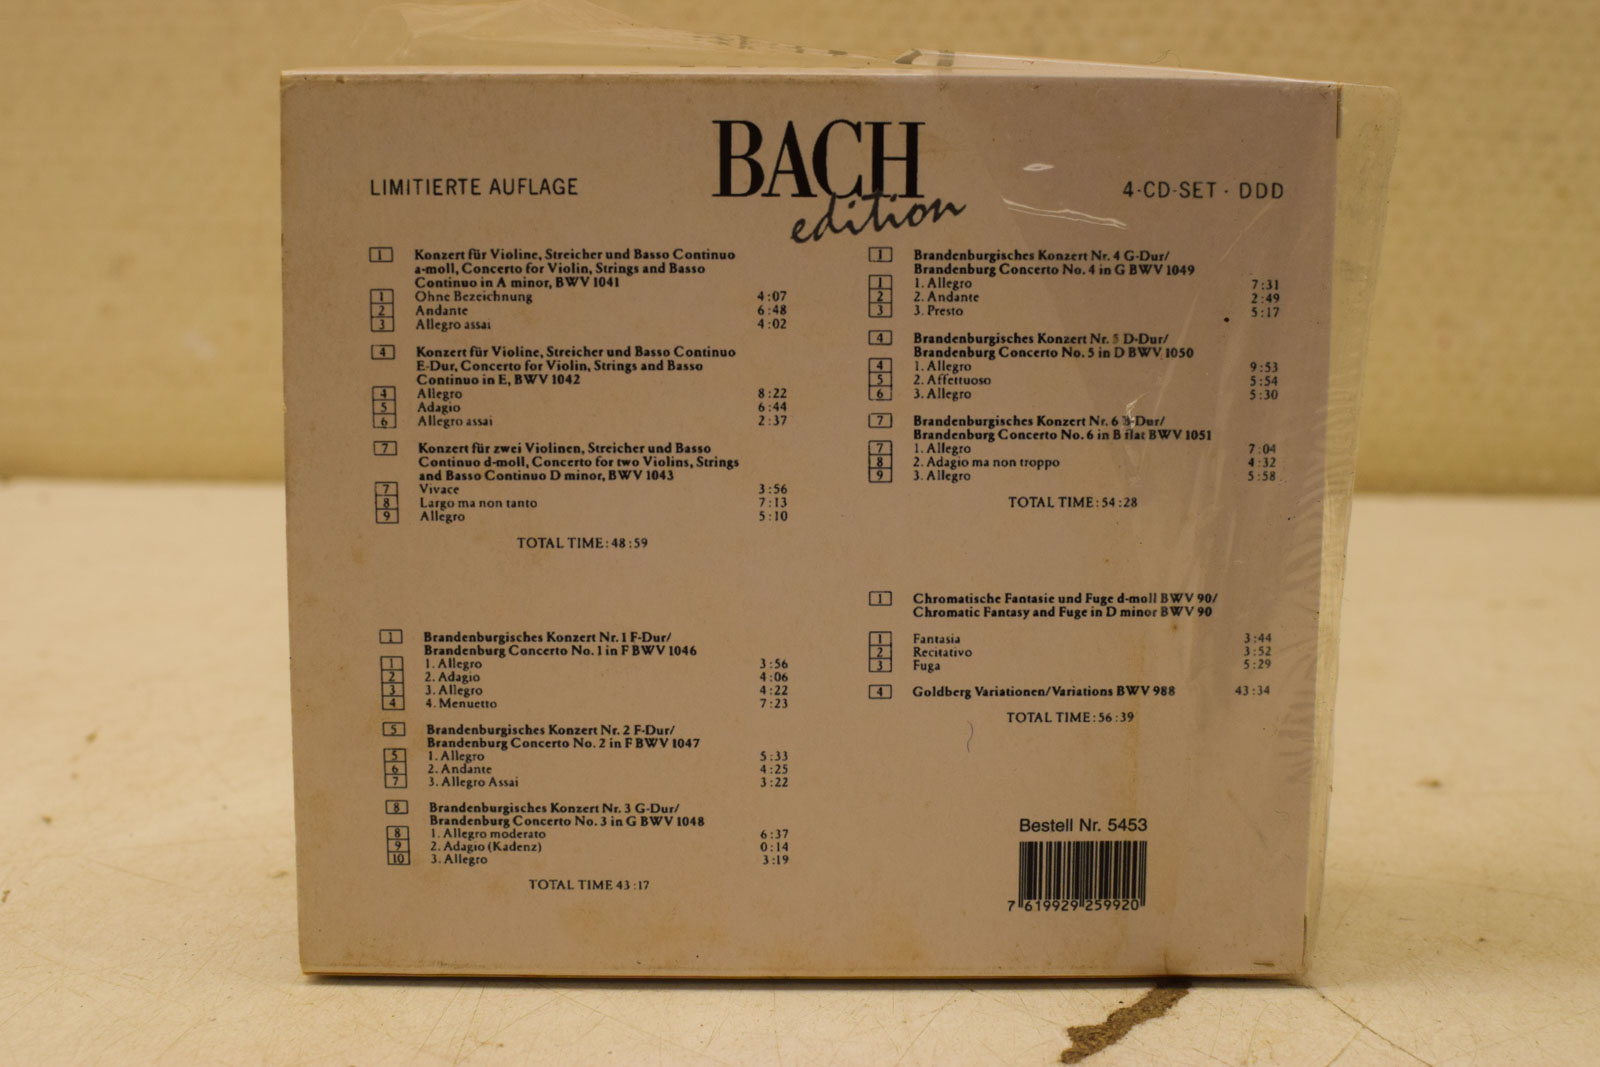 BACH
edition
LIMITIERTE AUFLAGE
4-CD-SET · DDD
1 Konzert für Violine, Streicher und Basso Continuo
a-moll, Concerto for Violin, Strings and Basso
Continuo in A minor, BWV 1041
1 Ohne Bezeichnung 4:07
2 Andante 6:48
3 Allegro assai 4:02
4 Konzert für Violine, Streicher und Basso Continuo
E-Dur, Concerto for Violin, Strings and Basso
Continuo in E, BWV 1042
4 Allegro 8:22
5 Adagio 6:44
6 Allegro assai 2:37
7 Konzert für zwei Violinen, Streicher und Basso
Continuo d-moll, Concerto for two Violins, Strings
and Basso Continuo D minor, BWV 1043
7 Vivace 3:56
8 Largo ma non tanto 7:13
9 Allegro 5:10
TOTAL TIME: 48:59
1 Brandenburgisches Konzert Nr. 1 F-Dur/
Brandenburg Concerto No. 1 in F BWV 1046
1 1. Allegro 3:56
2 2. Adagio 4:06
3 3. Allegro 4:22
4 4. Menuetto 7:23
5 Brandenburgisches Konzert Nr. 2 F-Dur/
Brandenburg Concerto No. 2 in F BWV 1047
5 1. Allegro 5:33
6 2. Andante 4:25
7 3. Allegro Assai 3:22
8 Brandenburgisches Konzert Nr. 3 G-Dur/
Brandenburg Concerto No. 3 in G BWV 1048
8 1. Allegro moderato 6:37
9 2. Adagio (Kadenz) 0:14
10 3. Allegro 3:19
TOTAL TIME 43:17
1 Brandenburgisches Konzert Nr. 4 G-Dur/
Brandenburg Concerto No. 4 in G BWV 1049
1 1. Allegro 7:31
2 2. Andante 2:49
3 3. Presto 5:17
4 Brandenburgisches Konzert Nr. 5 D-Dur/
Brandenburg Concerto No. 5 in D BWV 1050
4 1. Allegro 9:53
5 2. Affettuoso 5:54
6 3. Allegro 5:30
7 Brandenburgisches Konzert Nr. 6 B-Dur/
Brandenburg Concerto No. 6 in B flat BWV 1051
7 1. Allegro 7:04
8 2. Adagio ma non troppo 4:32
9 3. Allegro 5:58
TOTAL TIME: 54:28
1 Chromatische Fantasie und Fuge d-moll BWV 90/
Chromatic Fantasy and Fuge in D minor BWV 90
1 Fantasia 3:44
2 Recitativo 3:52
3 Fuga 5:29
4 Goldberg Variationen/Variations BWV 988 43:34
TOTAL TIME: 56:39
Bestell Nr. 5453
7 619929 259920